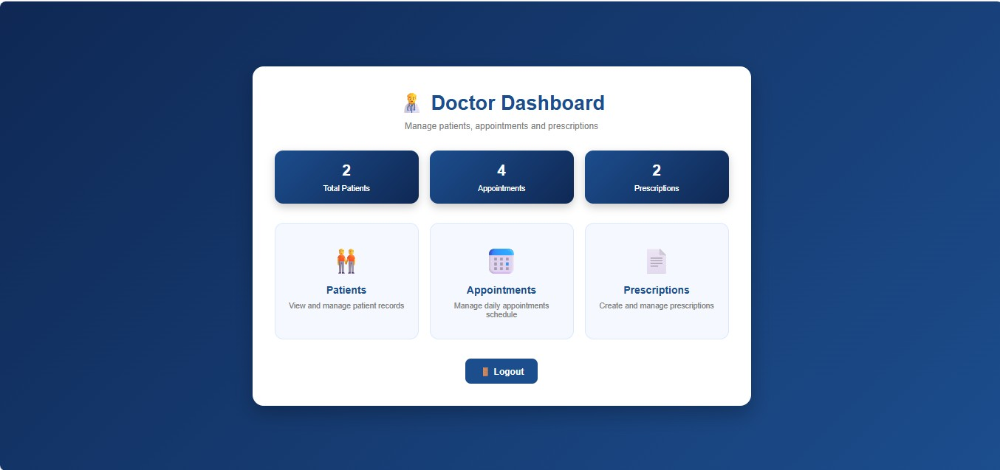 Doctor Dashboard
Manage patients, appointments and prescriptions
2
Total Patients
4
Appointments
2
Prescriptions
Patients
View and manage patient records
Appointments
Manage daily appointments
schedule
Prescriptions
Create and manage prescriptions
Logout